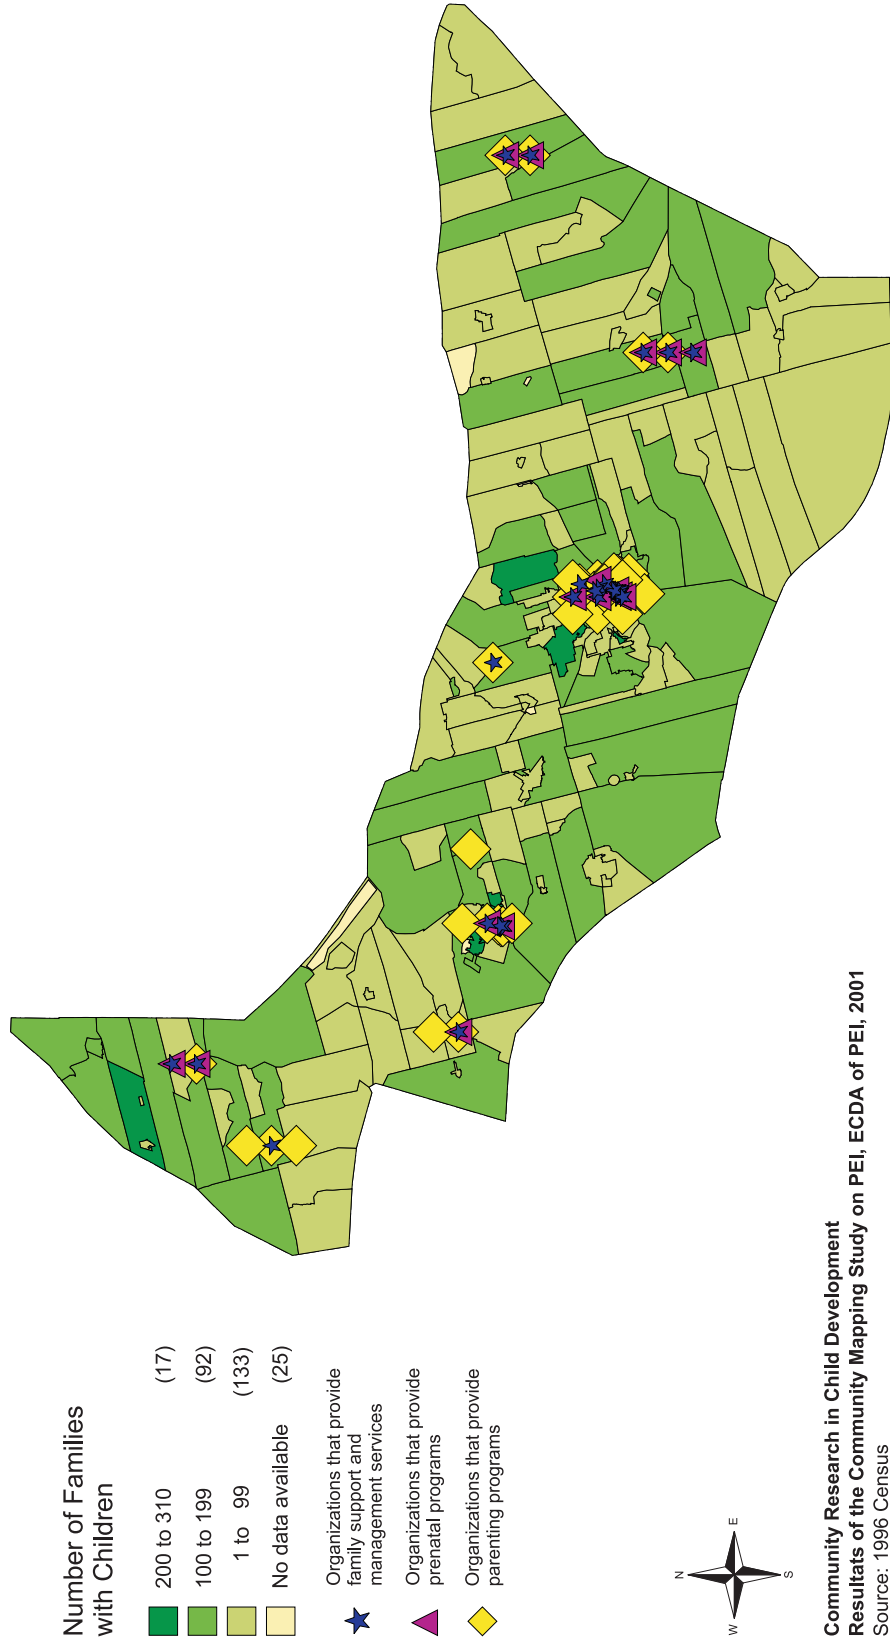 Number of Families
with Children
200 to 310 (17)
100 to 199 (92)
1 to 99 (133)
No data available (25)
Organizations that provide
family support and
management services
Organizations that provide
prenatal programs
Organizations that provide
parenting programs
N
W
E
S
Community Research in Child Development
Resultats of the Community Mapping Study on PEI, ECDA of PEI, 2001
Source: 1996 Census